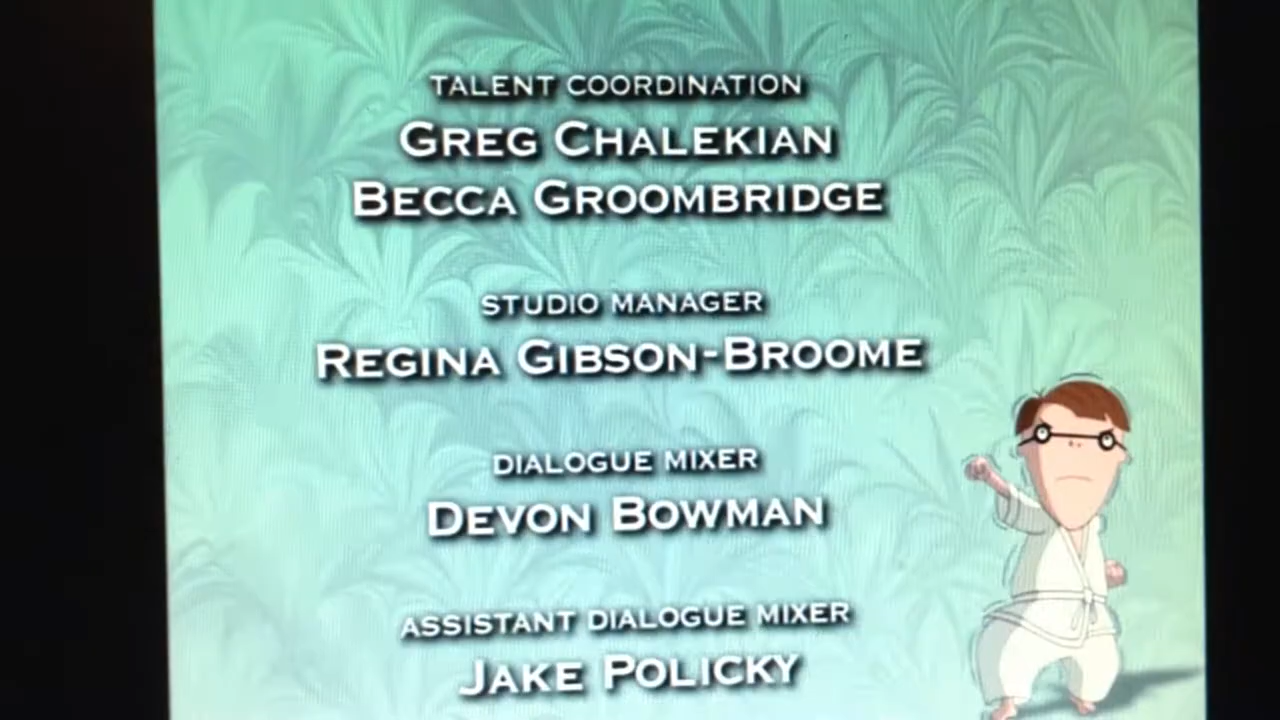 TALENT COORDINATION
GREG CHALEKIAN
BECCA GROOMBRIDGE
STUDIO MANAGER
REGINA GIBSON-BROOME
DIALOGUE MIXER
DEVON BOWMAN
ASSISTANT DIALOGUE MIXER
JAKE POLICKY